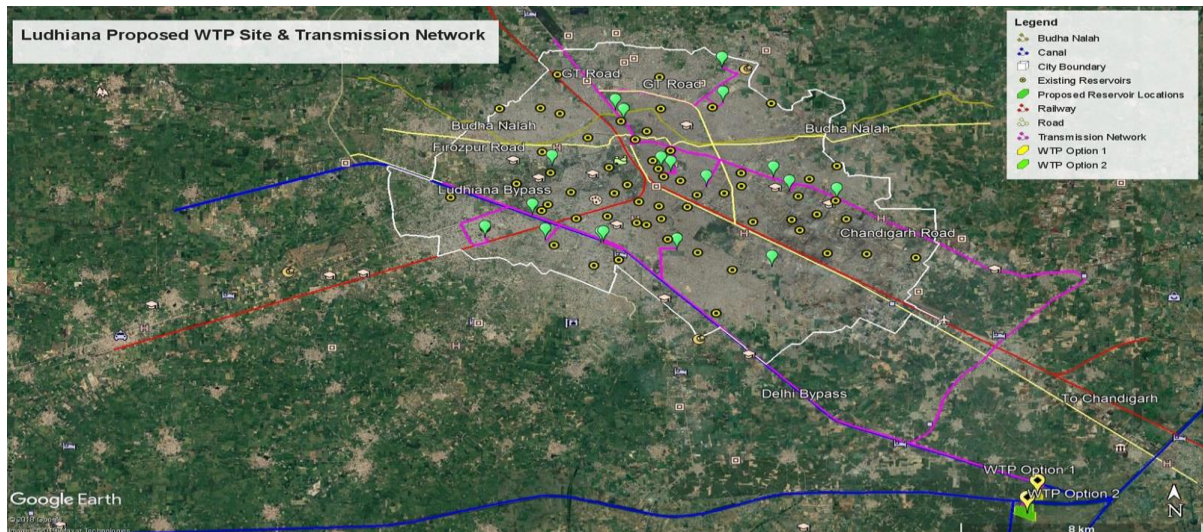 Ludhiana Proposed WTP Site & Transmission Network
Legend
Budha Nalah
Canal
City Boundary
Existing Reservoirs
Proposed Reservoir Locations
Railway
Road
Transmission Network
WTP Option 1
WTP Option 2
GT Road
GT Road
Budha Nalah
Budha Nalah
Firozpur Road
Ludhiana Bypass
Chandigarh Road
Delhi Bypass
To Chandigarh
WTP Option 1
WTP Option 2
Google Earth
N
8 km